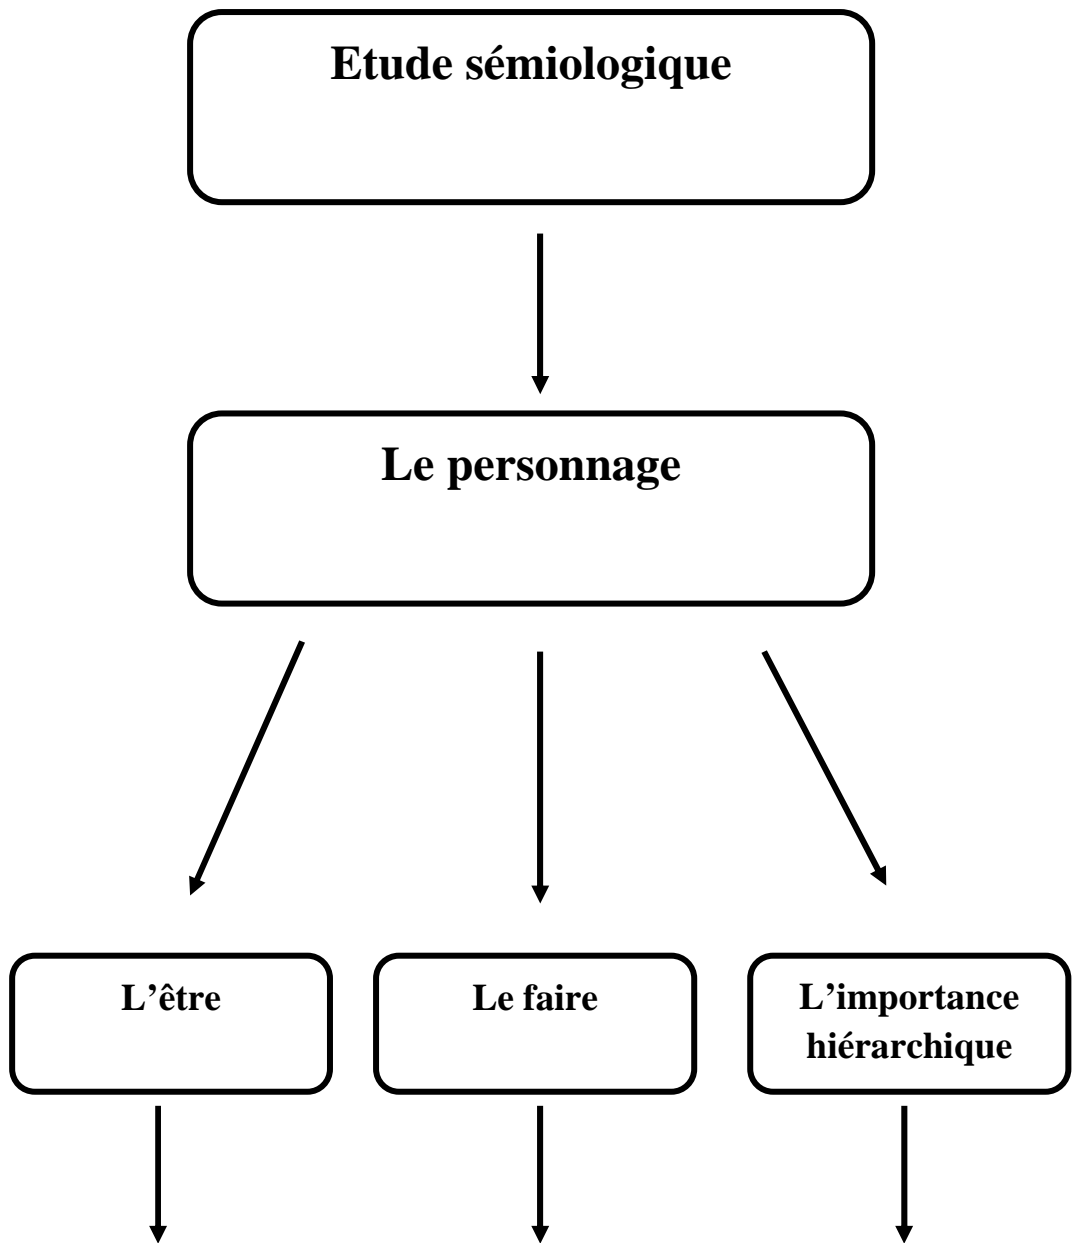 Etude sémiologique
Le personnage
L’être
Le faire
L’importance
hiérarchique